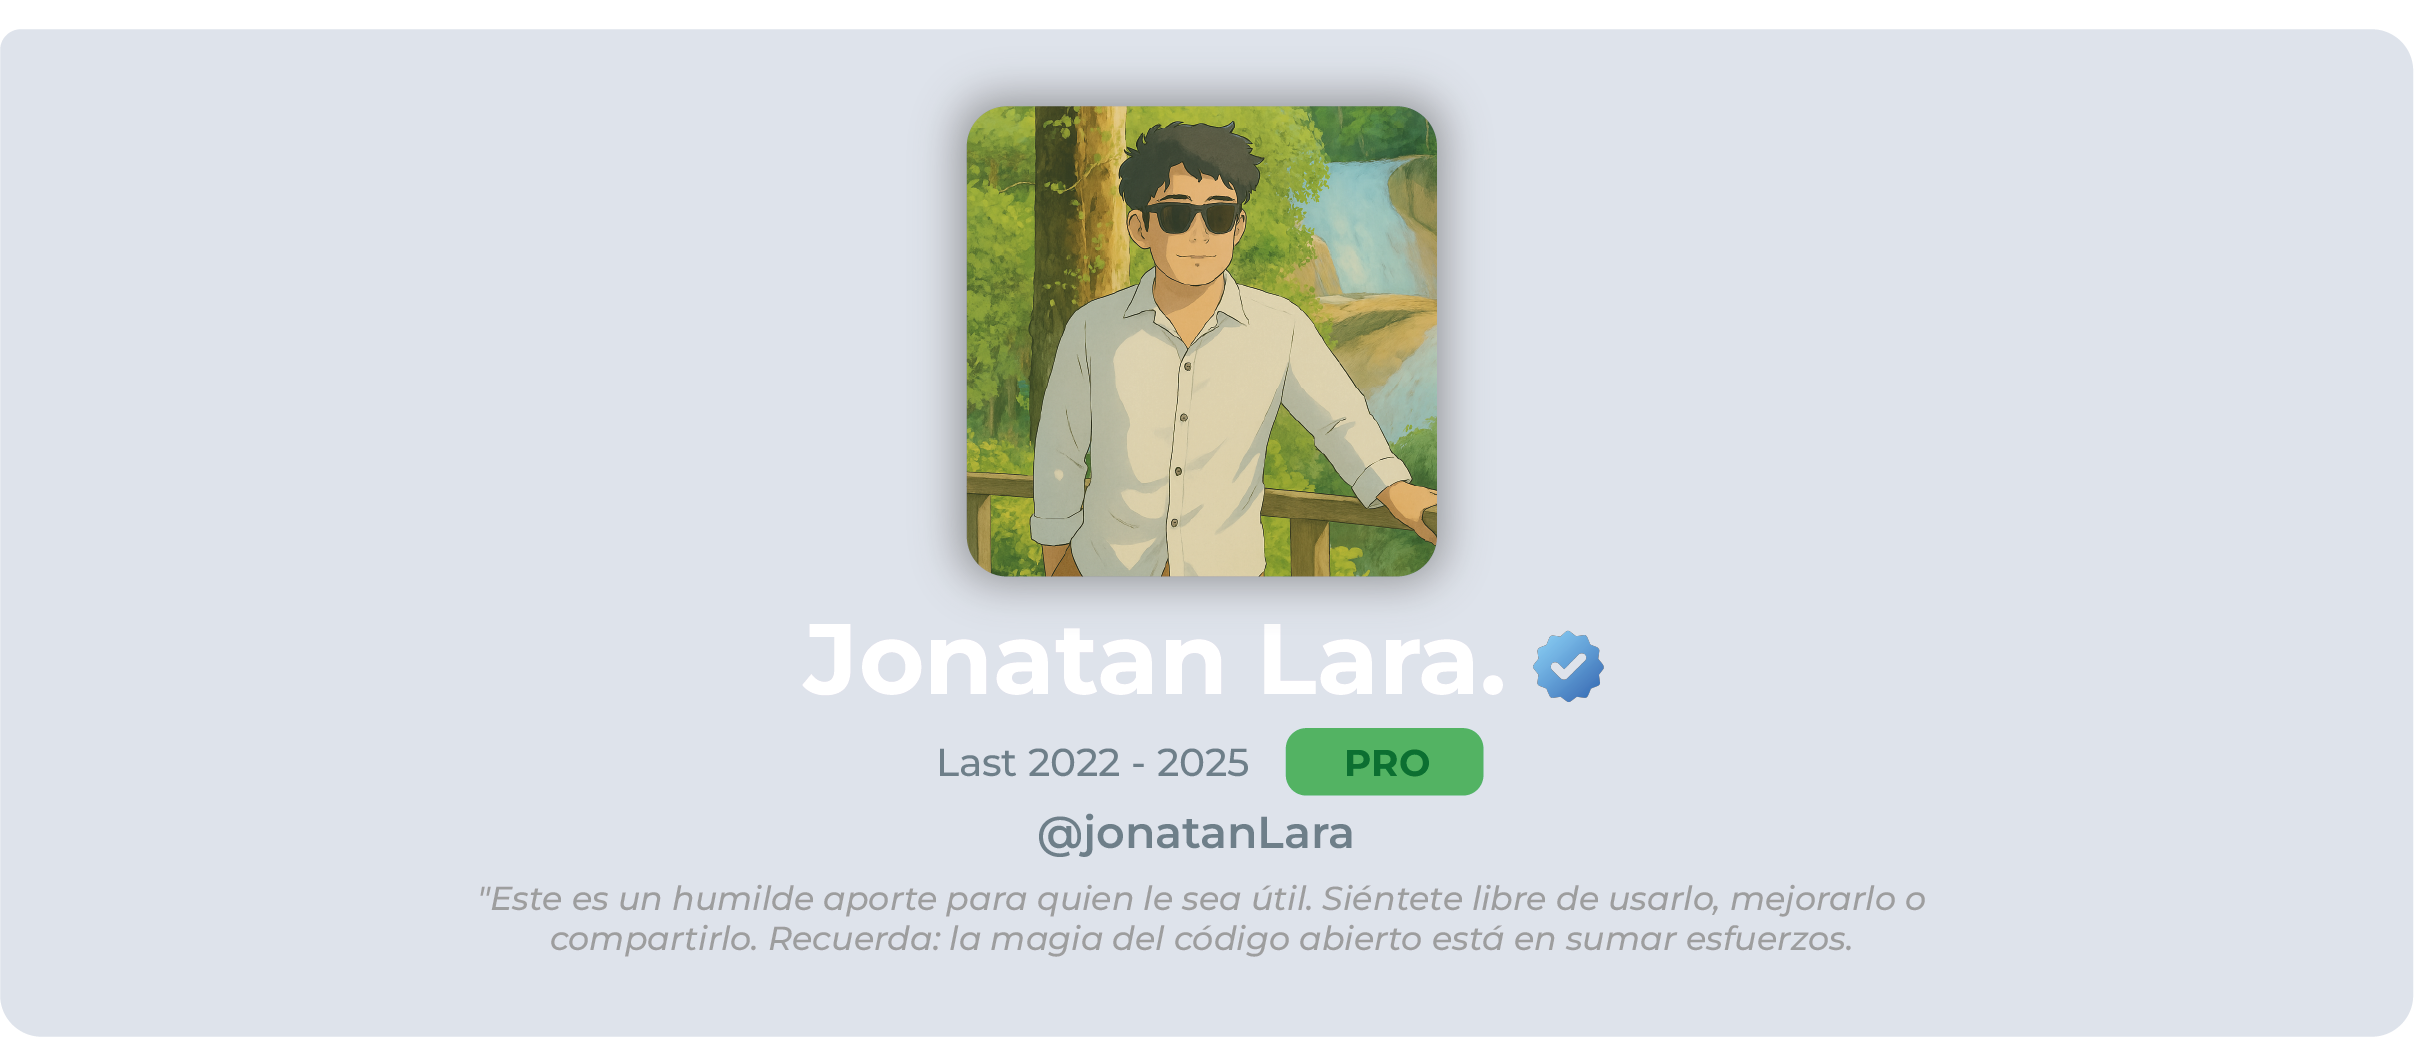 Jonatan Lara.
Last 2022 - 2025 PRO
@jonatanLara
"Este es un humilde aporte para quien le sea útil. Siéntete libre de usarlo, mejorarlo o
compartirlo. Recuerda: la magia del código abierto está en sumar esfuerzos.